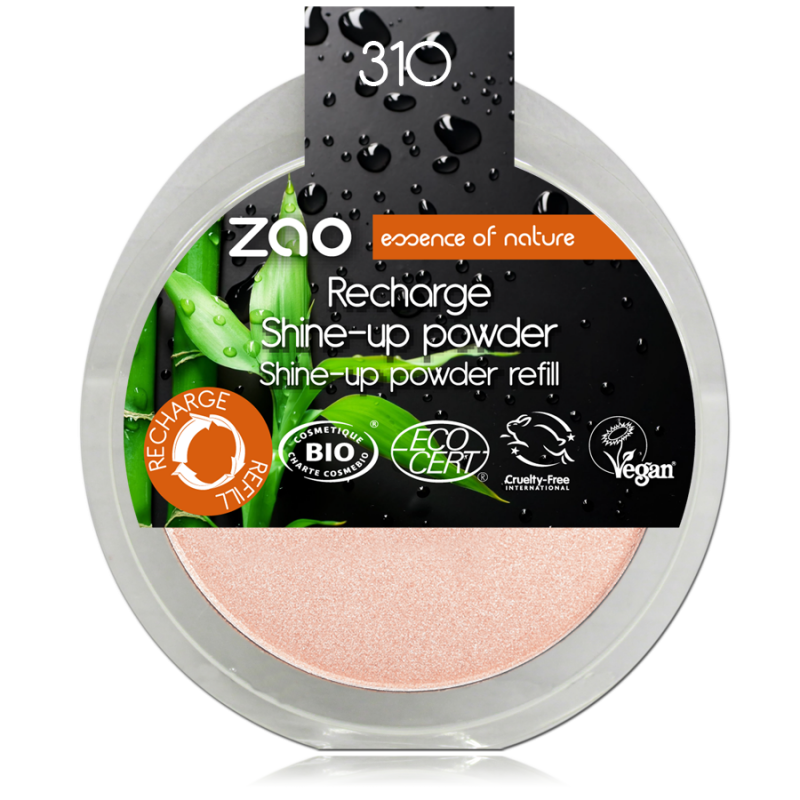 310
zao
essence of nature
Recharge
Shine-up powder
Shine-up powder refill
RECHARGE
REFILL
COSMETIQUE
BIO
CHARTE COSMEBIO
®
ECO
CERT
®
Cruelty-Free
INTERNATIONAL
Vegan